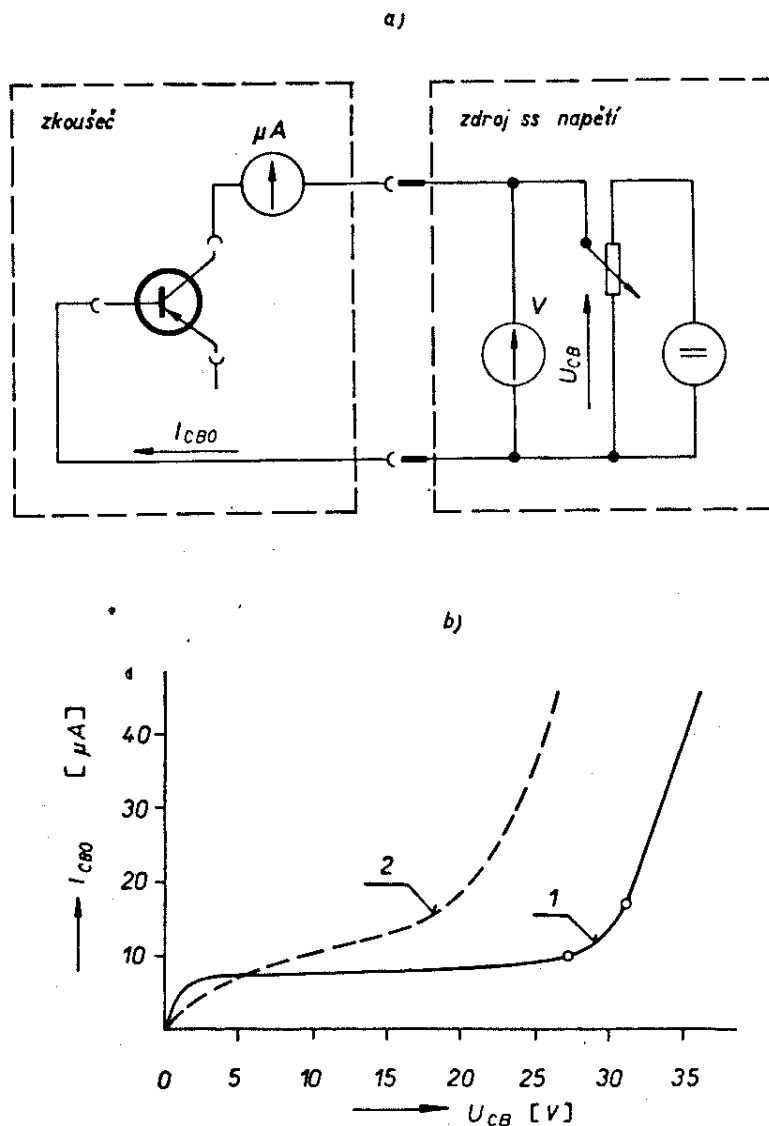 a)
zkoušeč
zdroj ss napětí
μA
V
U_CB
I_CBO
b)
I_CBO [μA]
40
30
20
10
2
1
0 5 10 15 20 25 30 35
U_CB [V]